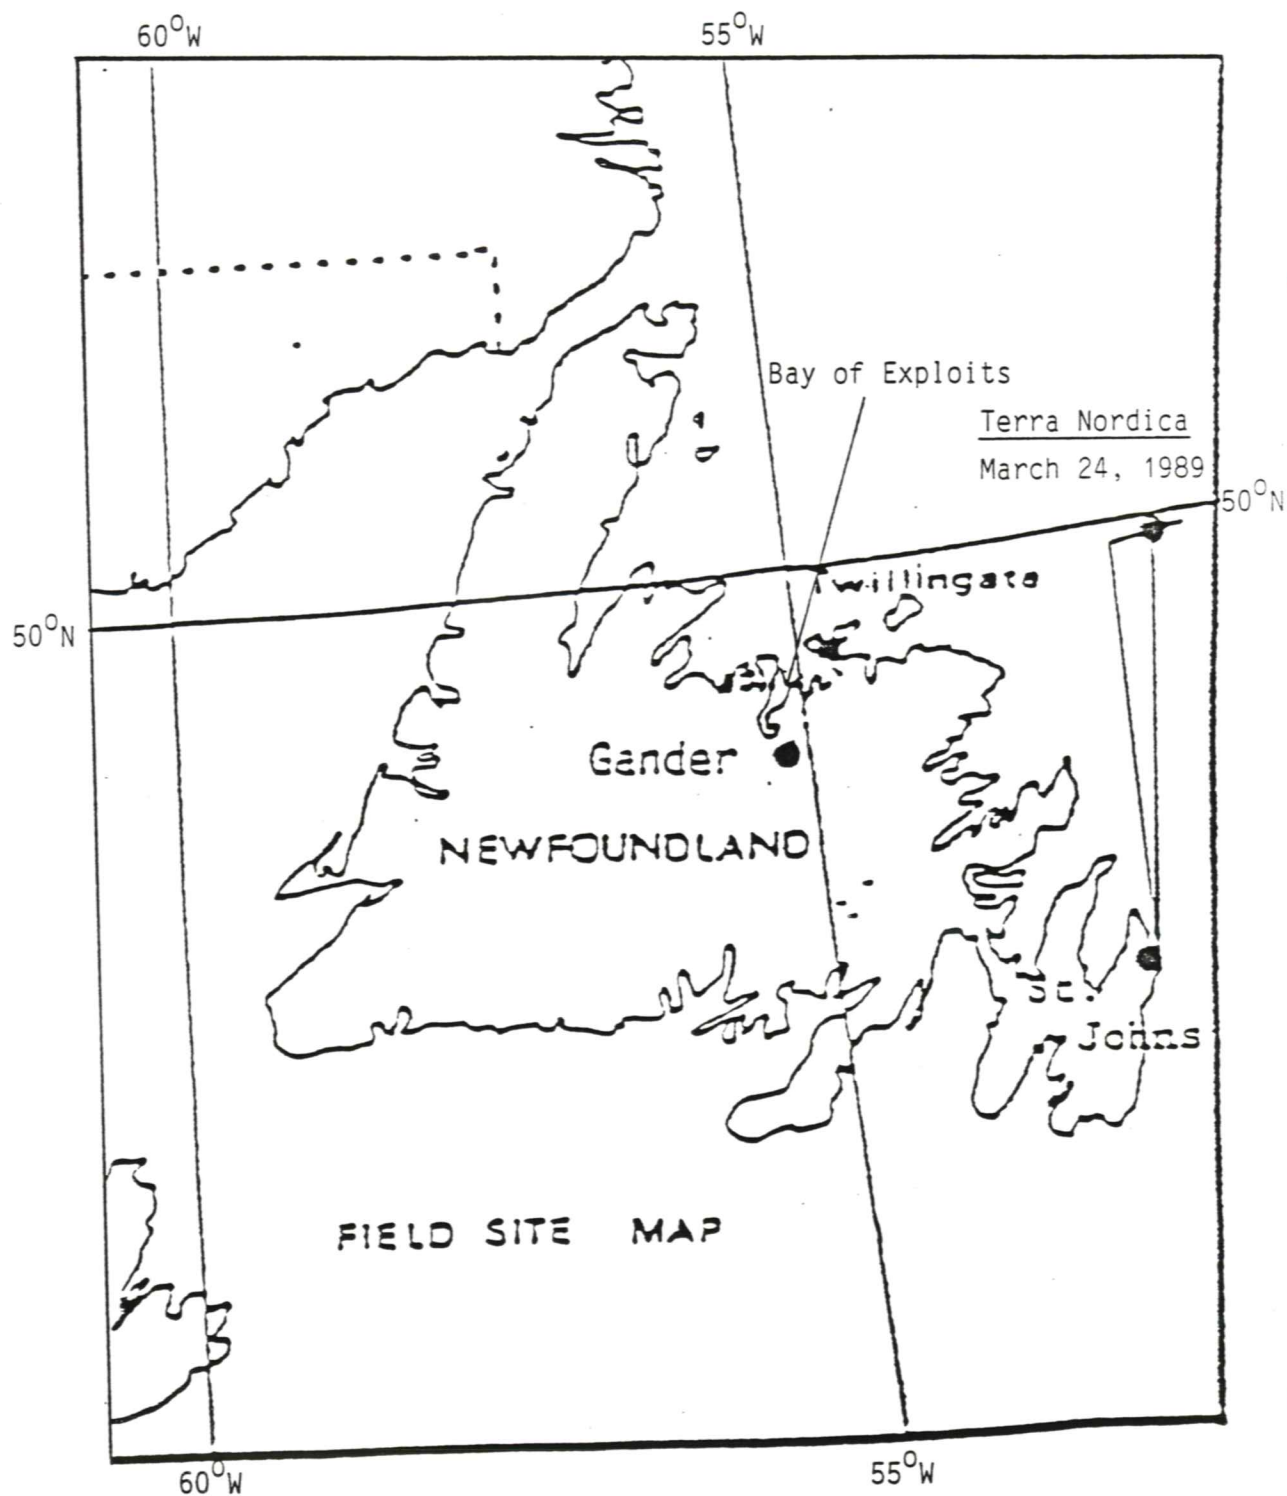 60°W
55°W
Bay of Exploits
Terra Nordica
March 24, 1989
50°N
Twillingate
50°N
Gander
NEWFOUNDLAND
St.
Johns
FIELD SITE MAP
60°W
55°W